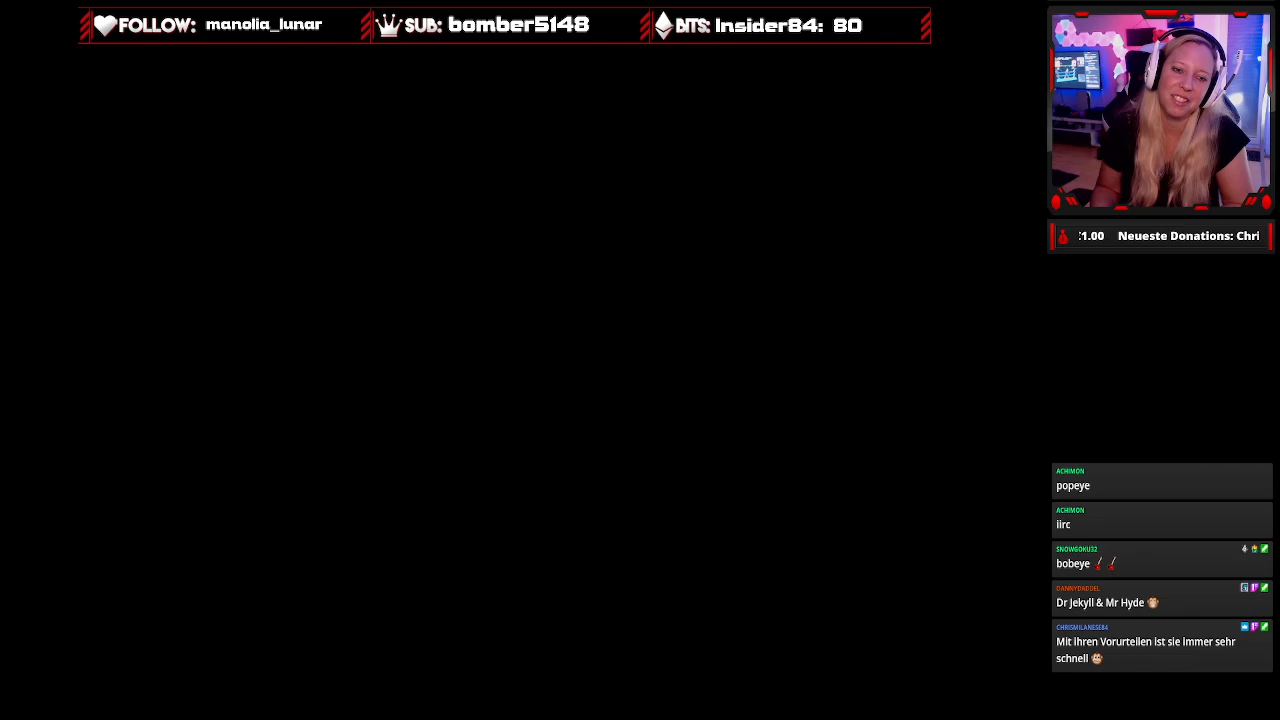 FOLLOW: manolia_lunar
SUB: bomber5148
BITS: Insider84: 80
1.00 Neueste Donations: Chri
ACHIMON
popeye
ACHIMON
iirc
SNOWGOKU32
bobeye
DANNYDADDEL
Dr Jekyll & Mr Hyde
CHRISMILANESE84
Mit ihren Vorurteilen ist sie immer sehr
schnell